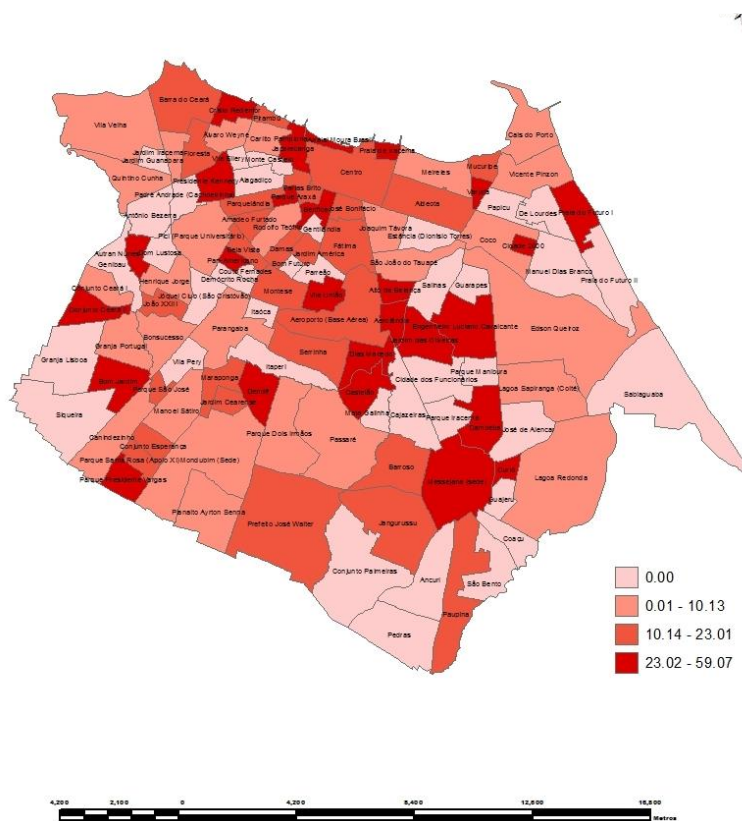 Barra do Ceará
Cristo Redentor
Pirambu
Vila Velha
Cais do Porto
Álvaro Weyne
Carlito Pamplona
Jacarecanga
Moura Brasil
Praia de Iracema
Jardim Iracema
Jardim Guanabara
Floresta
Vila Ellery
Monte Castelo
Centro
Meireles
Mucuripe
Vicente Pinzon
Quintino Cunha
Presidente Kennedy
Alagadiço
Varjota
Padre Andrade
Farias Brito
Parque Araxá
Parquelândia
Aldeota
Papicu
De Lourdes
Praia do Futuro I
Antônio Bezerra
Amadeo Furtado
Rodolfo Teófilo
Benfica
José Bonifácio
Gentilândia
Joaquim Távora
Estância (Dionísio Torres)
Cocó
Cidade 2000
Pici (Parque Universitário)
Autran Nunes
Dom Lustosa
Genibau
Bela Vista
Damas
Fátima
Jardim América
Bom Futuro
Parreão
São João do Tauape
Manuel Dias Branco
Praia do Futuro II
Panamericano
Couto Fernandes
Demócrito Rocha
Henrique Jorge
Conjunto Ceará I
João XXIII
Jóquei Club (São Cristóvão)
Montese
Vila União
Alto da Balança
Salinas
Guarapes
Itaóca
Conjunto Ceará II
Aeroporto (Base Aérea)
Aerolândia
Engenheiro Luciano Cavalcante
Edson Queiroz
Bonsucesso
Parangaba
Jardim das Oliveiras
Granja Portugal
Granja Lisboa
Vila Pery
Serrinha
Dias Macedo
Itaperi
Parque Manibura
Bom Jardim
Maraponga
Dendê
Castelão
Cidade dos Funcionários
Lagoa Sapiranga (Coité)
Sabiaguaba
Siqueira
Parque São José
Jardim Cearense
Manoel Sátiro
Mata Galinha
Cajazeiras
Parque Iracema
Cambeba
José de Alencar
Canindezinho
Conjunto Esperança
Parque Dois Irmãos
Passaré
Parque Santa Rosa (Apolo XI)
Mondubim (Sede)
Parque Presidente Vargas
Barroso
Messejana (Sede)
Curió
Lagoa Redonda
Guajeru
Planalto Ayrton Senna
Prefeito José Walter
Jangurussu
Coaçu
Conjunto Palmeiras
Ancuri
São Bento
Paupina
Pedras
0.00
0.01 - 10.13
10.14 - 23.01
23.02 - 59.07
4,200 2,100 0 4,200 8,400 12,600 16,800
Metros